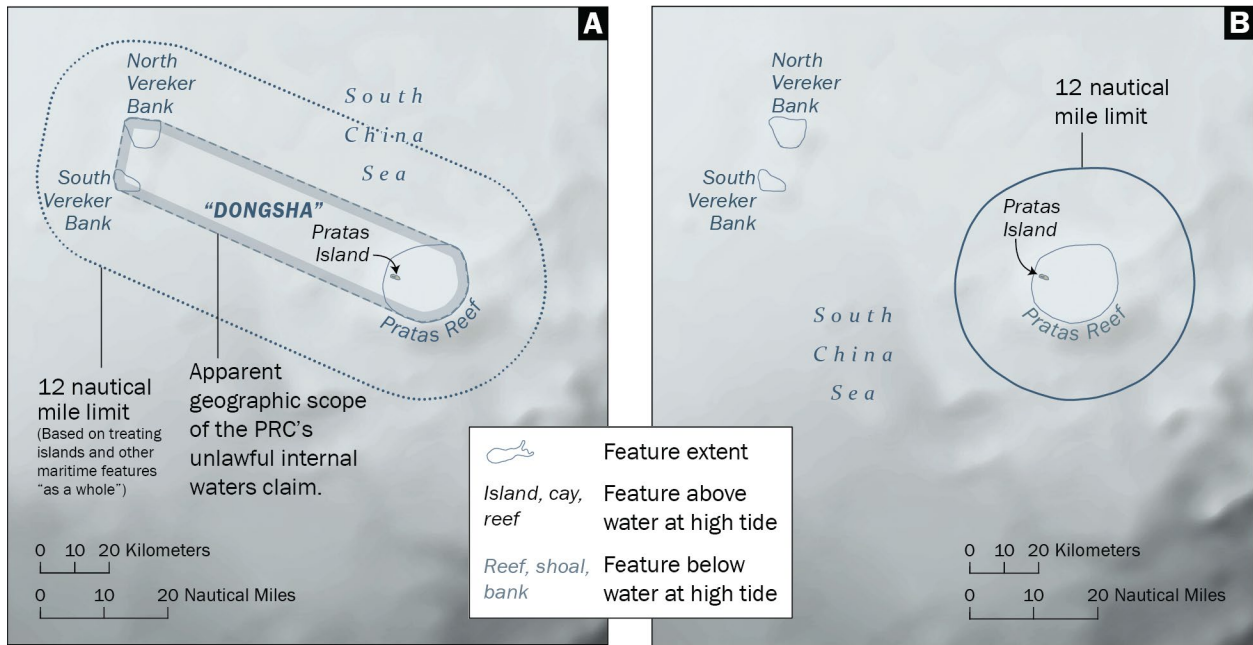 A
North
Vereker
Bank
South
China
Sea
South
Vereker
Bank
“DONGSHA”
Pratas
Island
Pratas Reef
12 nautical
mile limit
(Based on treating
islands and other
maritime features
“as a whole”)
Apparent
geographic scope
of the PRC’s
unlawful internal
waters claim.
0 10 20 Kilometers
0 10 20 Nautical Miles
Feature extent
Island, cay,
reef
Feature above
water at high tide
Reef, shoal,
bank
Feature below
water at high tide
B
North
Vereker
Bank
12 nautical
mile limit
South
Vereker
Bank
Pratas
Island
Pratas Reef
South
China
Sea
0 10 20 Kilometers
0 10 20 Nautical Miles